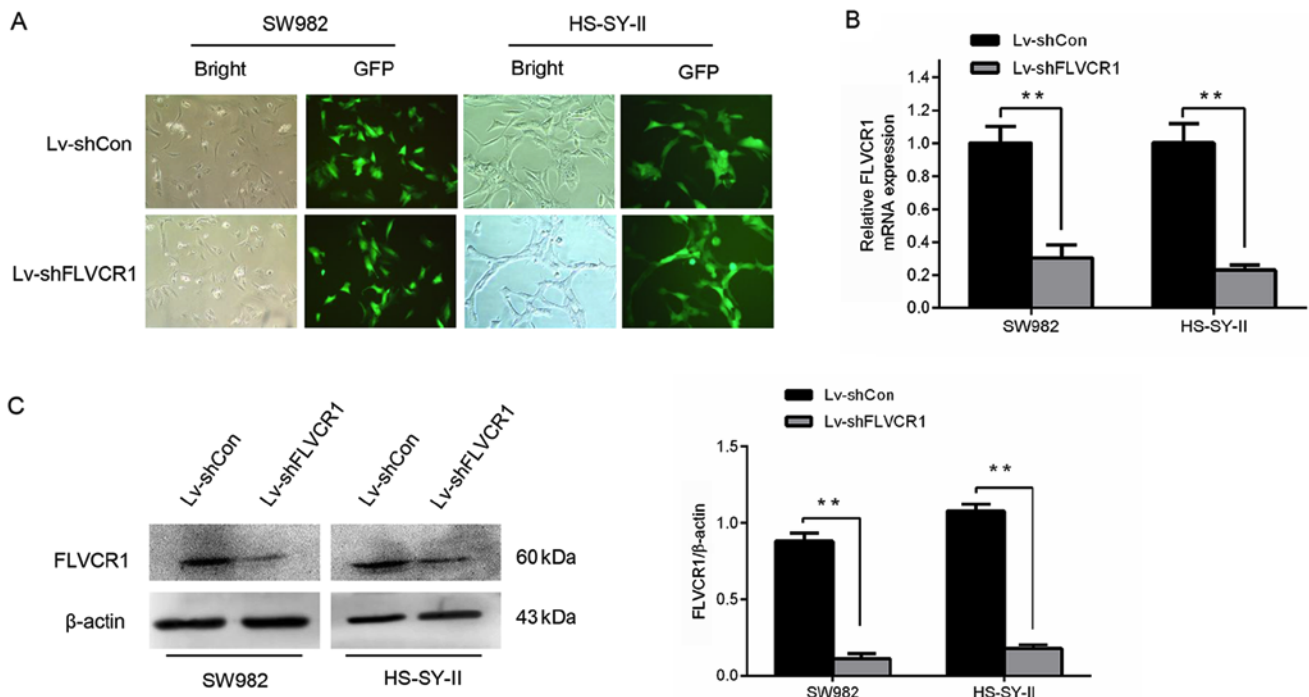 A
SW982
HS-SY-II
Bright
GFP
Bright
GFP
Lv-shCon
Lv-shFLVCR1
B
Lv-shCon
Lv-shFLVCR1
Relative FLVCR1
mRNA expression
1.4
1.2
1.0
0.8
0.6
0.4
0.2
0.0
**
**
SW982
HS-SY-II
C
Lv-shCon
Lv-shFLVCR1
Lv-shCon
Lv-shFLVCR1
FLVCR1
60 kDa
β-actin
43 kDa
SW982
HS-SY-II
Lv-shCon
Lv-shFLVCR1
FLVCR1/β-actin
1.5
1.0
0.5
0.0
**
**
SW982
HS-SY-II